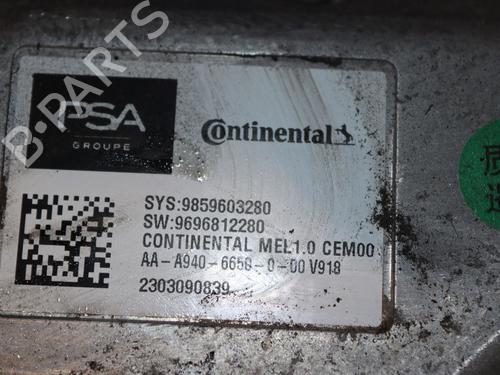 B-PARTS
PSA
GROUPE
Continental
SYS:9859603280
SW:9696812280
CONTINENTAL MEL1.0 CEM00
AA-A940-6650-0-00 V918
2303090839